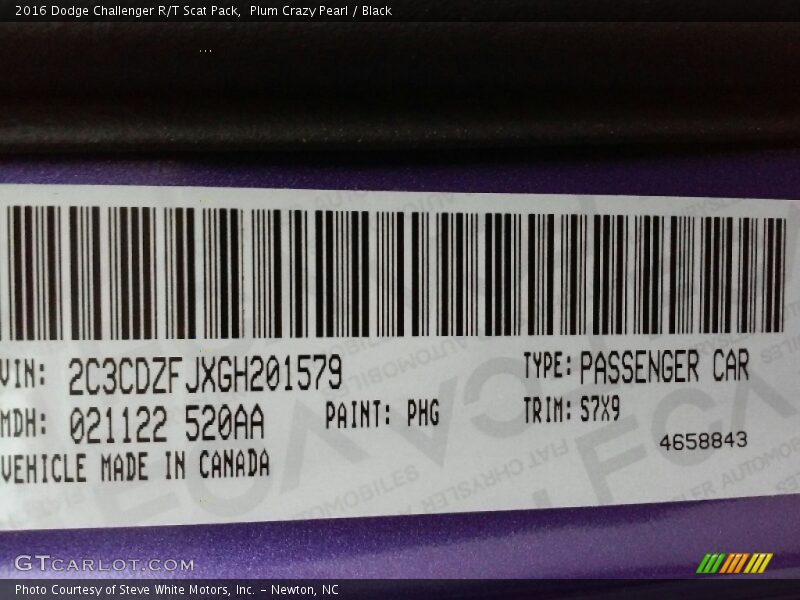 2016 Dodge Challenger R/T Scat Pack,  Plum Crazy Pearl / Black
VIN: 2C3CDZFJXGH201579 TYPE: PASSENGER CAR
MDH: 021122 520AA PAINT: PHG TRIM: S7X9
4658843
VEHICLE MADE IN CANADA
GTCARLOT.COM
Photo Courtesy of Steve White Motors, Inc. – Newton, NC